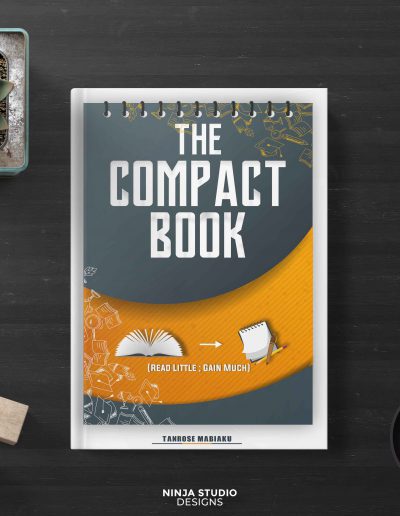 THE
COMPACT
BOOK
(READ LITTLE ; GAIN MUCH)
TANROSE MABIAKU
NINJA STUDIO
DESIGNS